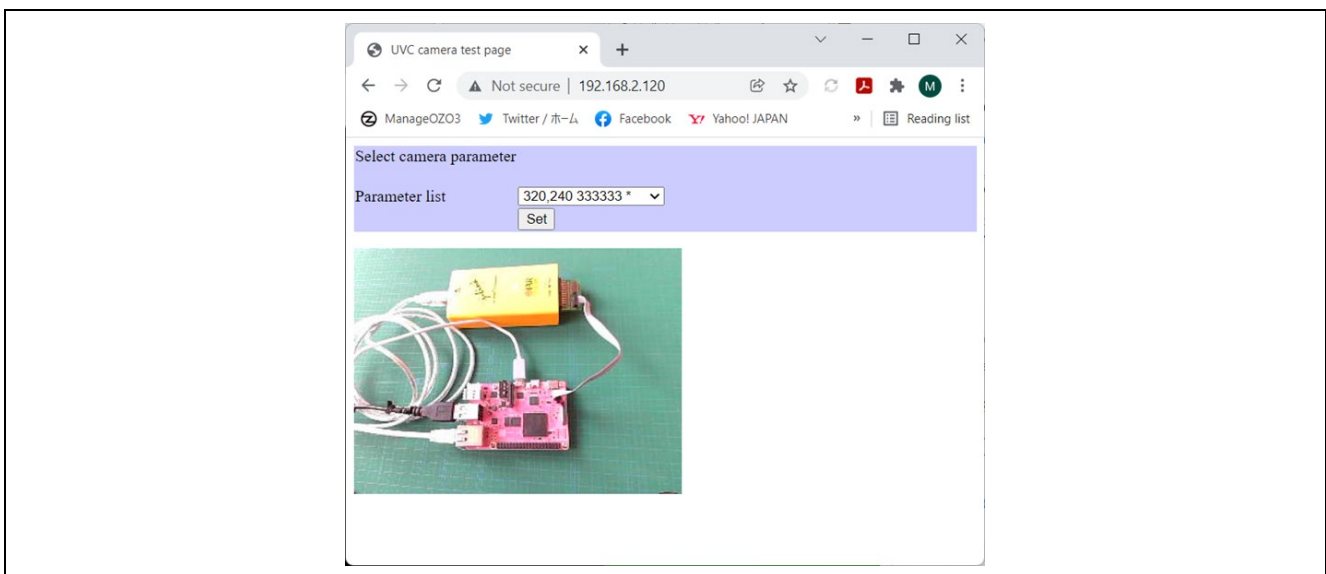 UVC camera test page
Not secure | 192.168.2.120
M
ManageOZO3 Twitter / ホーム Facebook Y! Yahoo! JAPAN » Reading list
Select camera parameter
Parameter list 320,240 333333 *
Set